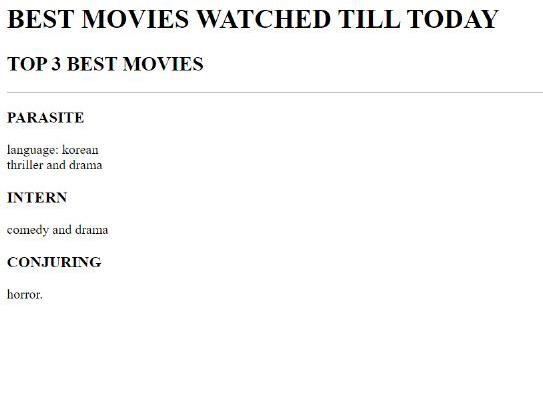 BEST MOVIES WATCHED TILL TODAY
TOP 3 BEST MOVIES
PARASITE
language: korean
thriller and drama
INTERN
comedy and drama
CONJURING
horror.